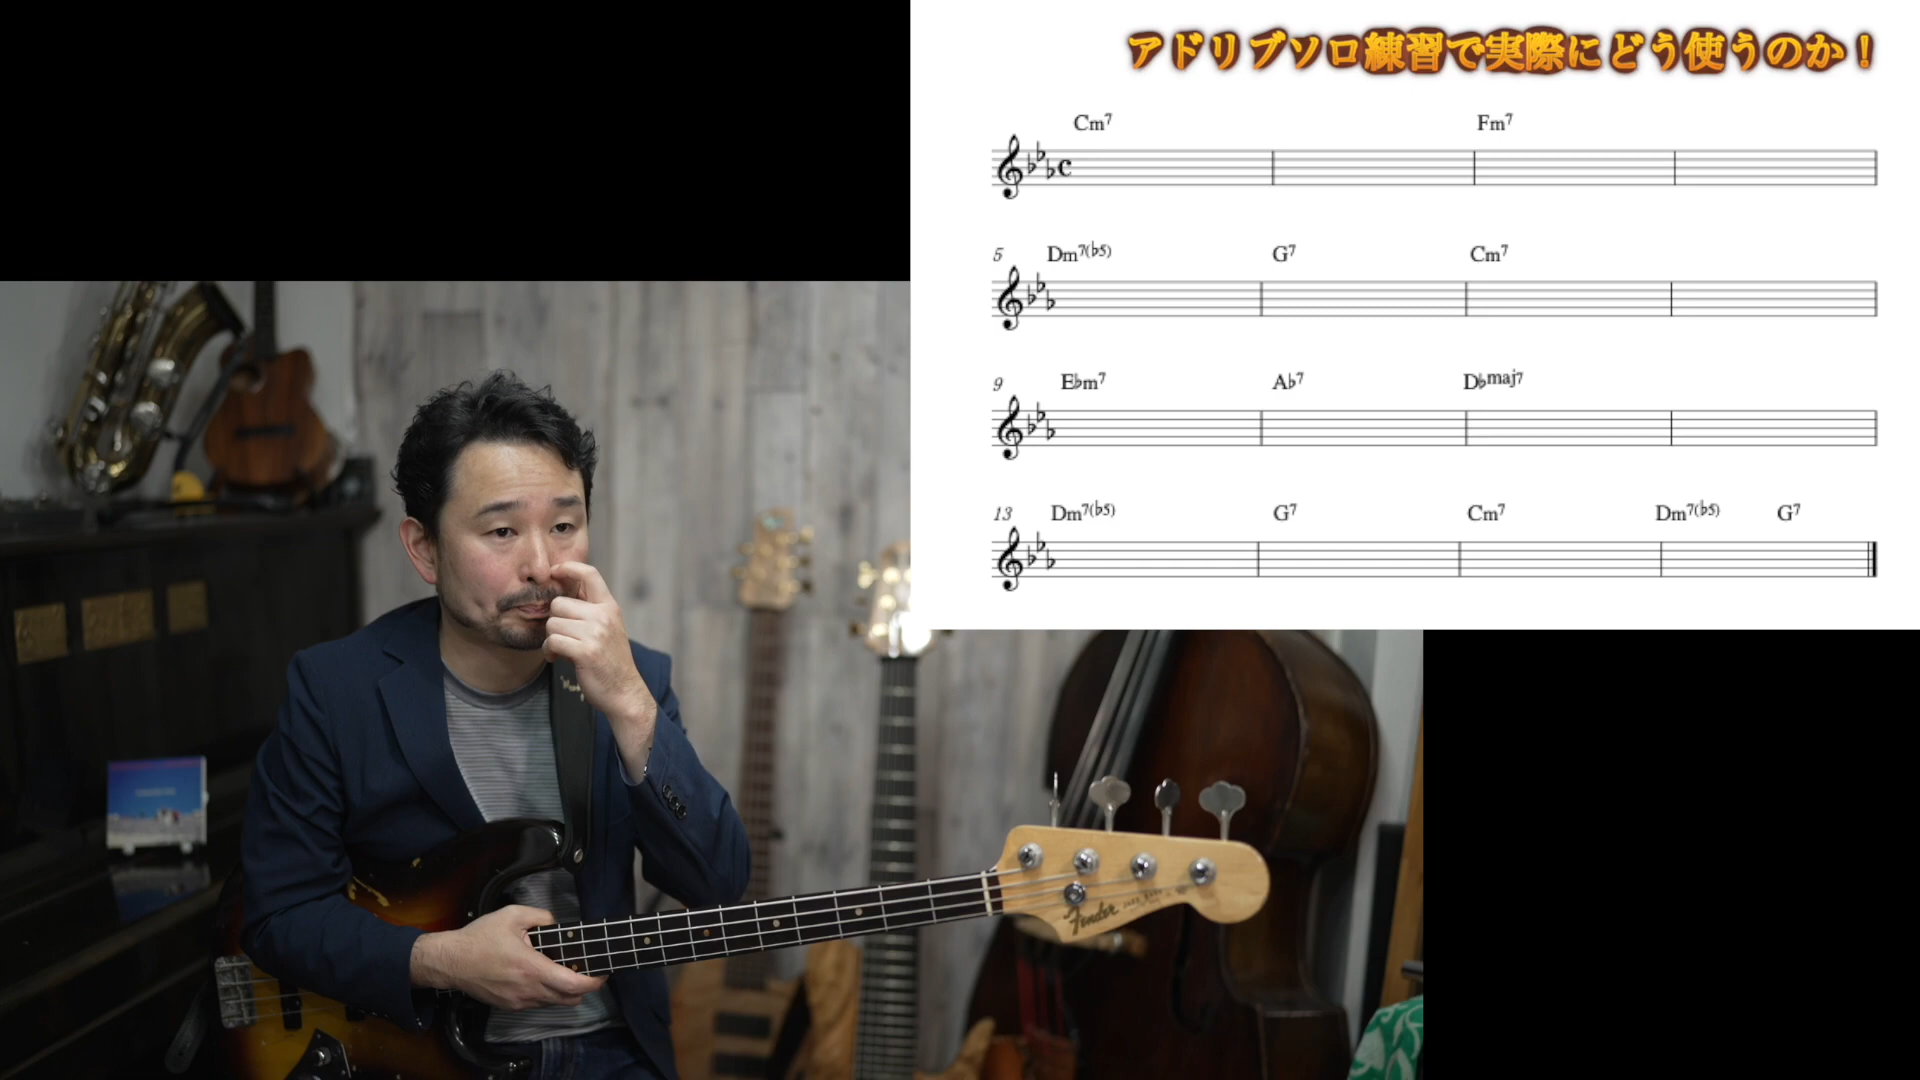 アドリブソロ練習で実際にどう使うのか！
Cm7 Fm7
5 Dm7(♭5) G7 Cm7
9 E♭m7 A♭7 D♭maj7
13 Dm7(♭5) G7 Cm7 Dm7(♭5) G7
Fender